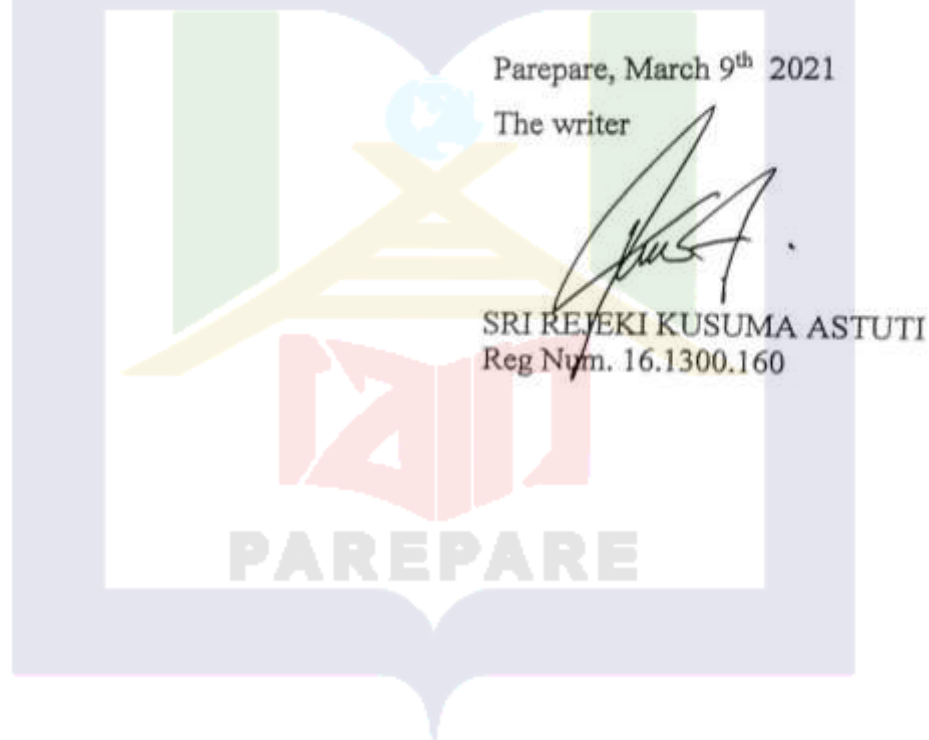 Parepare, March 9th 2021
The writer
SRI REJEKI KUSUMA ASTUTI
Reg Num. 16.1300.160
PAREPARE